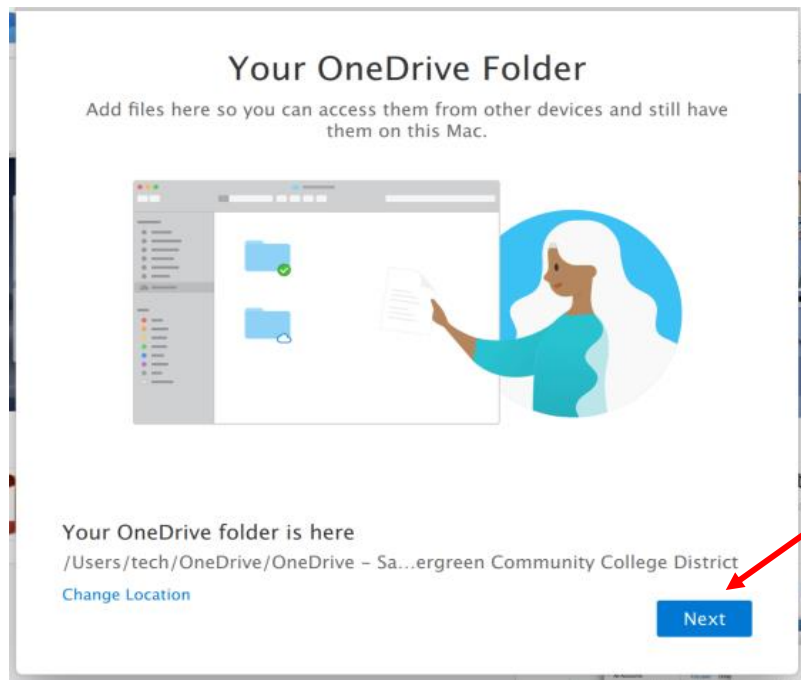 Your OneDrive Folder
Add files here so you can access them from other devices and still have
them on this Mac.
Your OneDrive folder is here
/Users/tech/OneDrive/OneDrive – Sa...ergreen Community College District
Change Location
Next